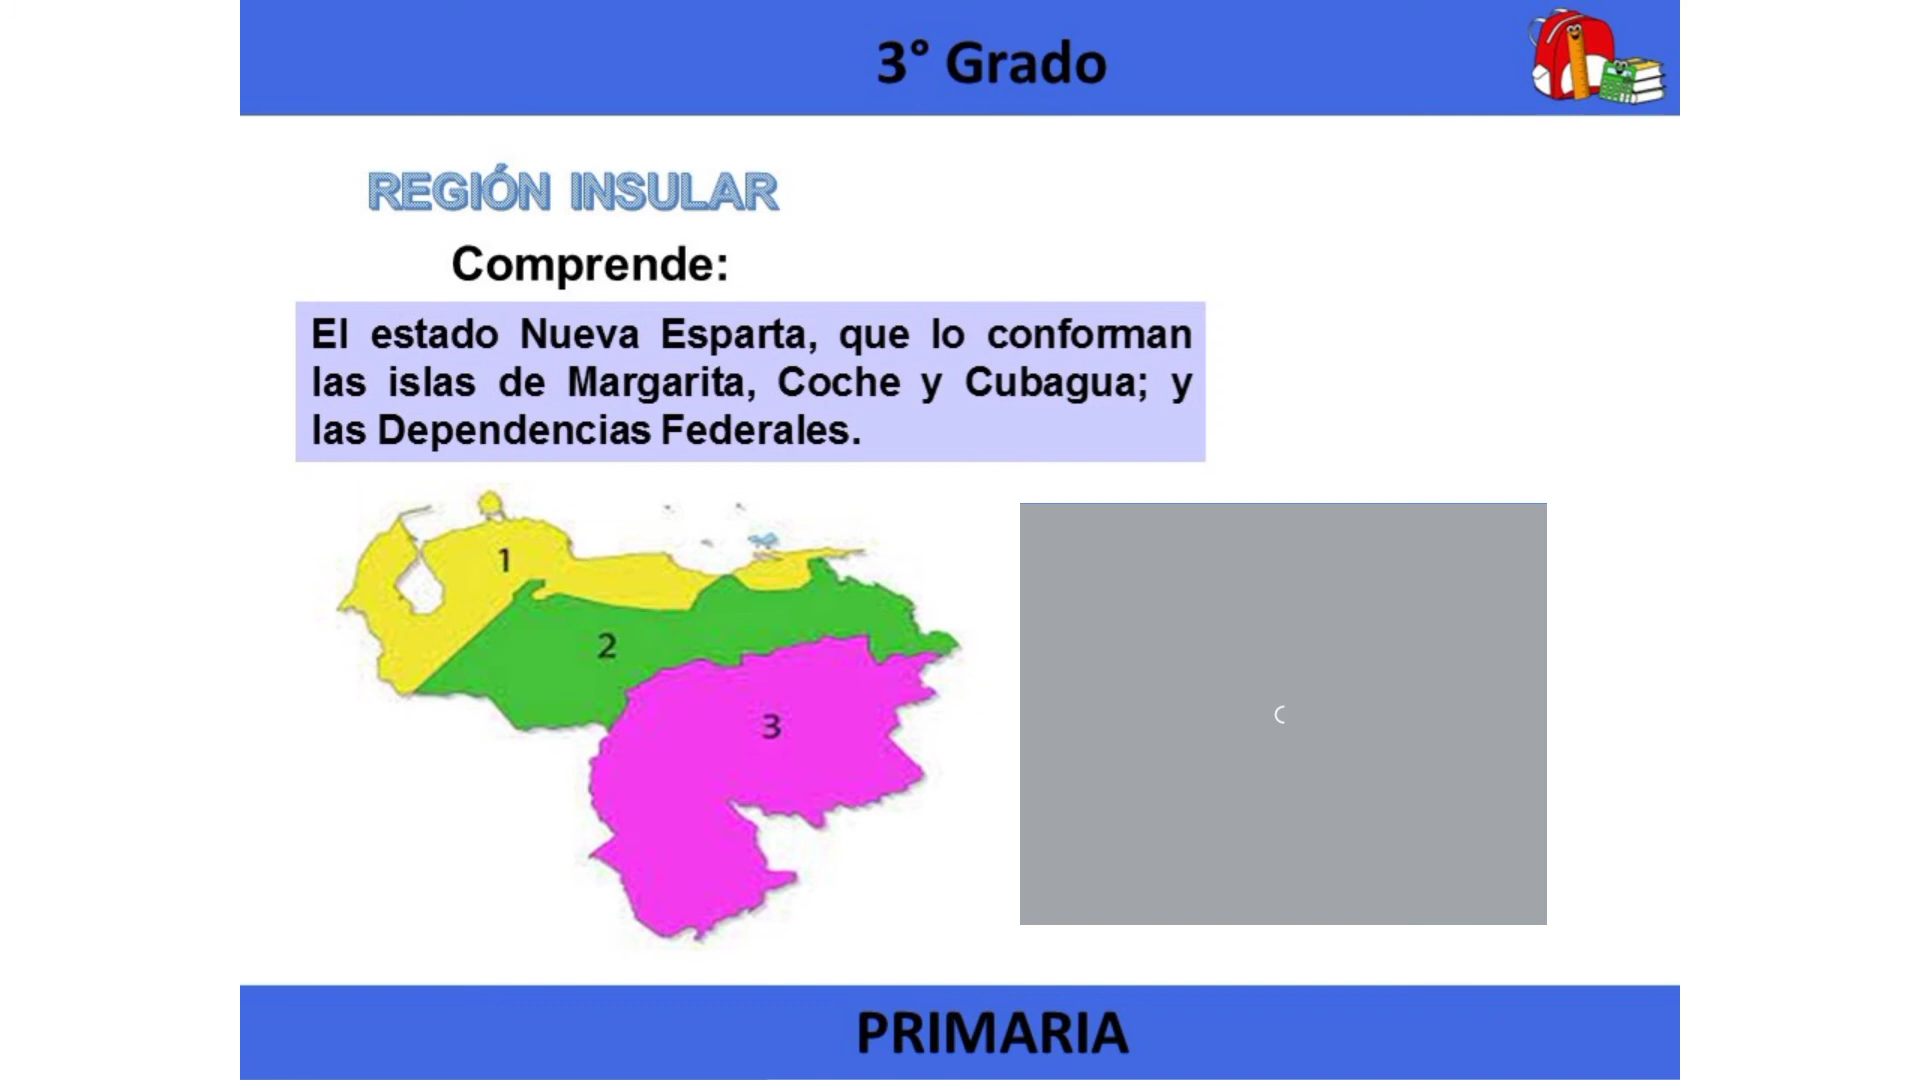 3° Grado
REGIÓN INSULAR
Comprende:
El estado Nueva Esparta, que lo conforman
las islas de Margarita, Coche y Cubagua; y
las Dependencias Federales.
1
2
3
PRIMARIA